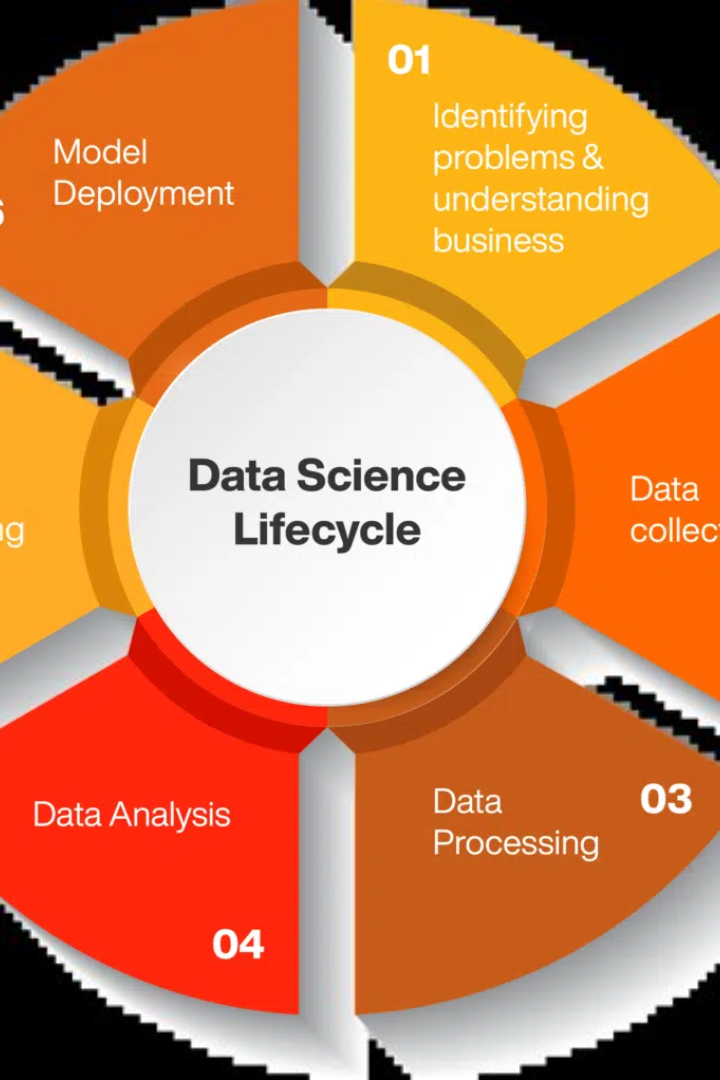 01
Identifying
problems &
understanding
business
Data
03
Data
Processing
Data Analysis
04
Model
Deployment
Data Science
Lifecycle